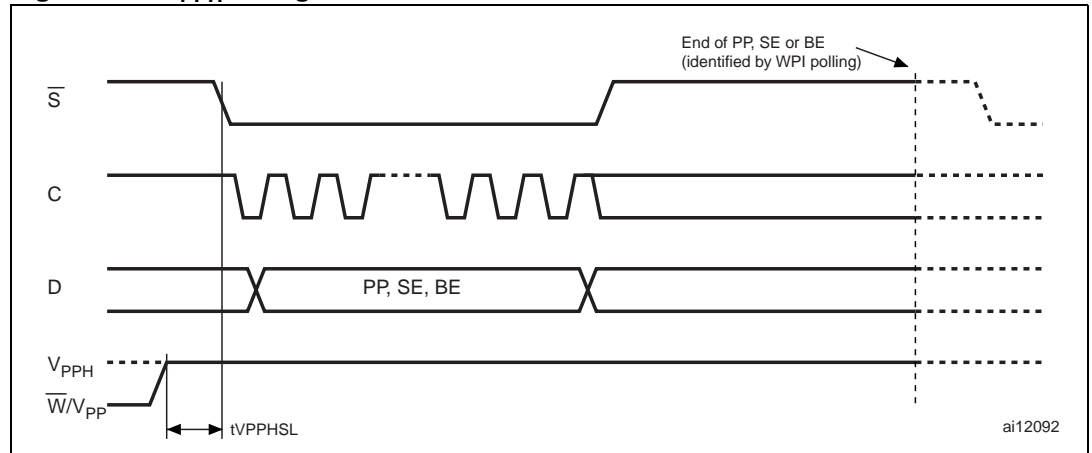 End of PP, SE or BE
(identified by WPI polling)
S̅
C
D
PP, SE, BE
VPPH
W̅/VPP
tVPPHSL
ai12092